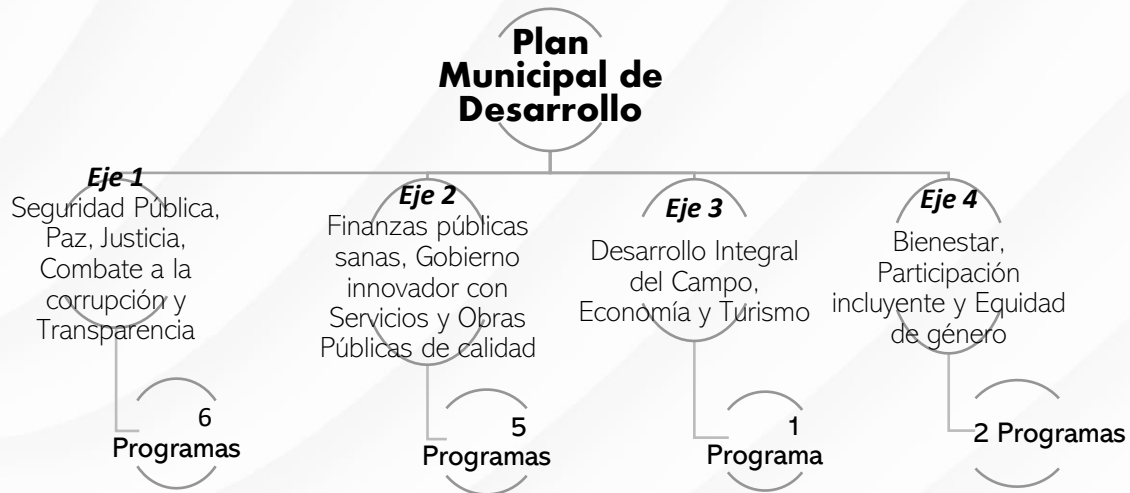 Plan
Municipal de
Desarrollo
Eje 1
Seguridad Pública,
Paz, Justicia,
Combate a la
corrupción y
Transparencia
6
Programas
Eje 2
Finanzas públicas
sanas, Gobierno
innovador con
Servicios y Obras
Públicas de calidad
5
Programas
Eje 3
Desarrollo Integral
del Campo,
Economía y Turismo
1
Programa
Eje 4
Bienestar,
Participación
incluyente y Equidad
de género
2 Programas